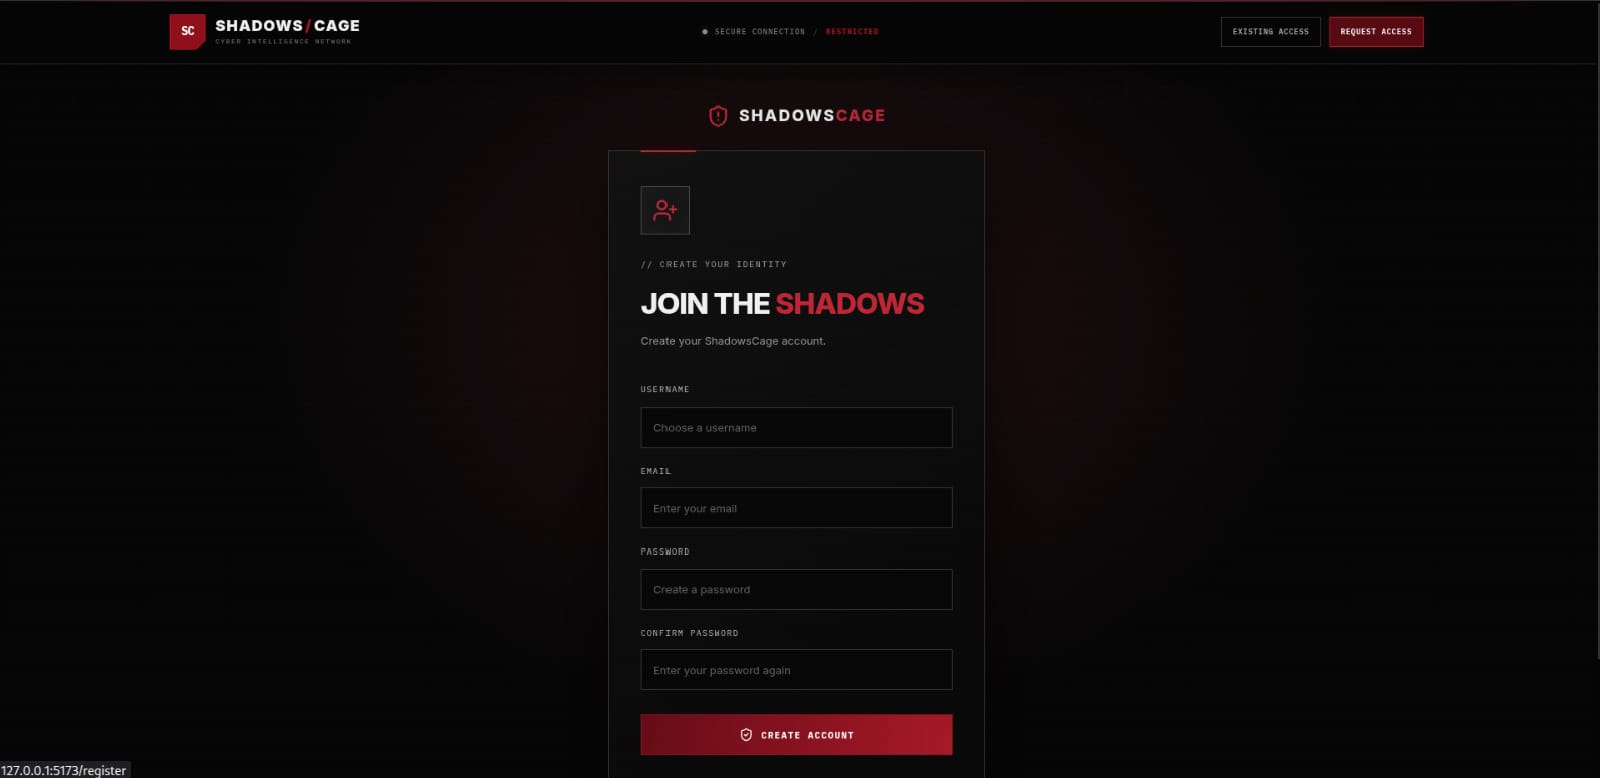 SC
SHADOWS/CAGE
CYBER INTELLIGENCE NETWORK
SECURE CONNECTION / RESTRICTED
EXISTING ACCESS
REQUEST ACCESS
SHADOWSCAGE
// CREATE YOUR IDENTITY
JOIN THE SHADOWS
Create your ShadowsCage account.
USERNAME
Choose a username
EMAIL
Enter your email
PASSWORD
Create a password
CONFIRM PASSWORD
Enter your password again
CREATE ACCOUNT
127.0.0.1:5173/register